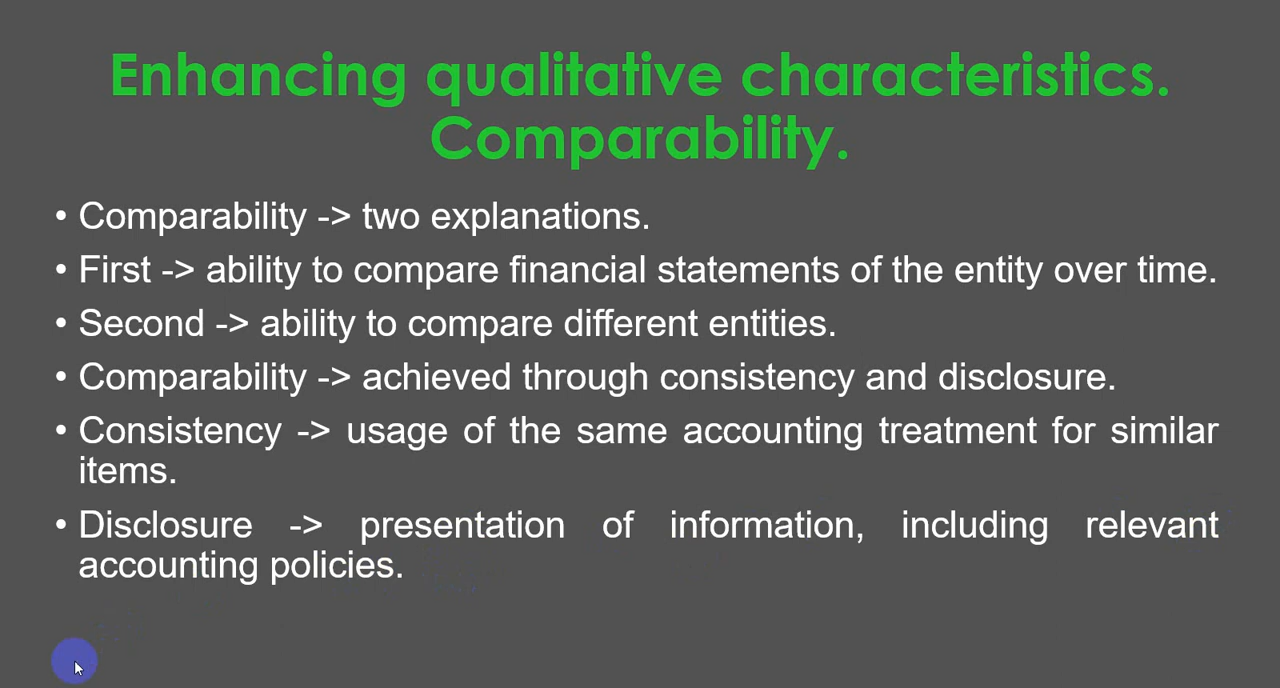 Enhancing qualitative characteristics.
Comparability.
• Comparability -> two explanations.
• First -> ability to compare financial statements of the entity over time.
• Second -> ability to compare different entities.
• Comparability -> achieved through consistency and disclosure.
• Consistency -> usage of the same accounting treatment for similar
items.
• Disclosure -> presentation of information, including relevant
accounting policies.